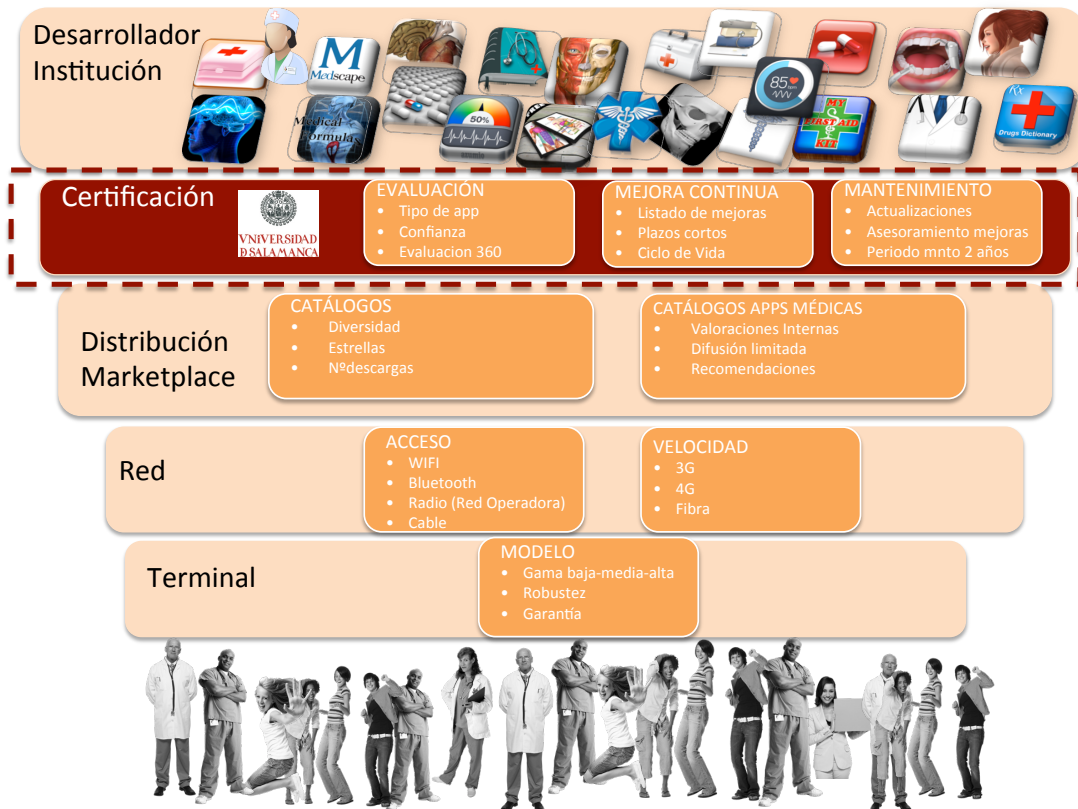 Desarrollador
Institución
M
Medscape
Medical
Formula
50%
85
MY
FIRST AID
KIT
Rx
Drugs Dictionary
Certificación
VNiVERSiDAD
D SALAMANCA
EVALUACIÓN
• Tipo de app
• Confianza
• Evaluacion 360
MEJORA CONTINUA
• Listado de mejoras
• Plazos cortos
• Ciclo de Vida
MANTENIMIENTO
• Actualizaciones
• Asesoramiento mejoras
• Periodo mnto 2 años
Distribución
Marketplace
CATÁLOGOS
• Diversidad
• Estrellas
• Nºdescargas
CATÁLOGOS APPS MÉDICAS
• Valoraciones Internas
• Difusión limitada
• Recomendaciones
Red
ACCESO
• WIFI
• Bluetooth
• Radio (Red Operadora)
• Cable
VELOCIDAD
• 3G
• 4G
• Fibra
Terminal
MODELO
• Gama baja-media-alta
• Robustez
• Garantía